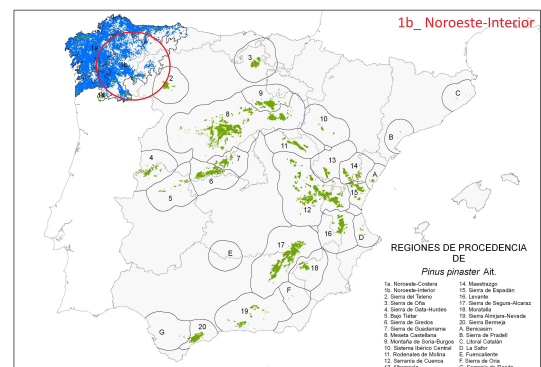 1b_ Noroeste-Interior
1a
1b
2
3
9
8
10
11
7
4
6
5
13
14
A
15
12
16
D
B
C
17
E
18
F
19
G
20
REGIONES DE PROCEDENCIA
DE
Pinus pinaster Ait.
1a. Noroeste-Costera
1b. Noroeste-Interior
2. Sierra del Teleno
3. Sierra de Oña
4. Sierra de Gata-Hurdes
5. Bajo Tiétar
6. Sierra de Gredos
7. Sierra de Guadarrama
8. Meseta Castellana
9. Montaña de Soria-Burgos
10. Sistema Ibérico Central
11. Rodenales de Molina
12. Serranía de Cuenca
14. Maestrazgo
15. Sierra de Espadán
16. Levante
17. Sierra de Segura-Alcaraz
18. Moratalla
19. Sierra Almijara-Nevada
20. Sierra Bermeja
A. Benicasim
B. Sierra de Pradell
C. Litoral Catalán
D. La Safor
E. Fuencaliente
F. Sierra de Oria